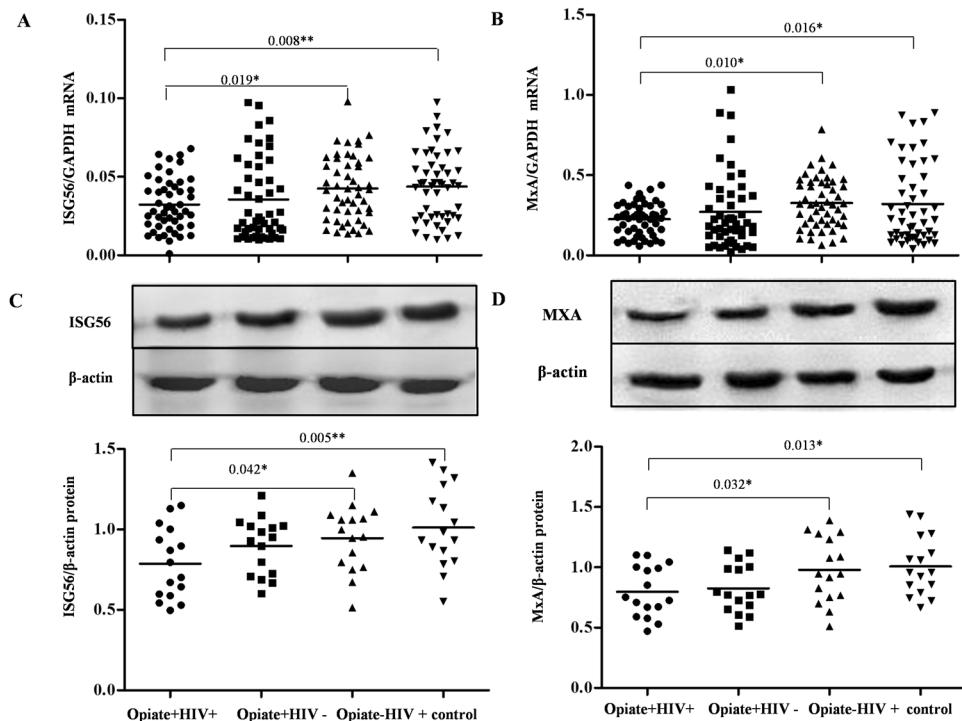 A
0.008**
0.019*
0.15
0.10
0.05
0.00
ISG56/GAPDH mRNA
B
0.016*
0.010*
1.5
1.0
0.5
0.0
MxA/GAPDH mRNA
C
ISG56
β-actin
0.005**
0.042*
1.5
1.0
0.5
0.0
ISG56/β-actin protein
Opiate+HIV+ Opiate+HIV - Opiate-HIV + control
D
MXA
β-actin
0.013*
0.032*
2.0
1.5
1.0
0.5
0.0
MxA/β-actin protein
Opiate+HIV+ Opiate+HIV - Opiate-HIV + control